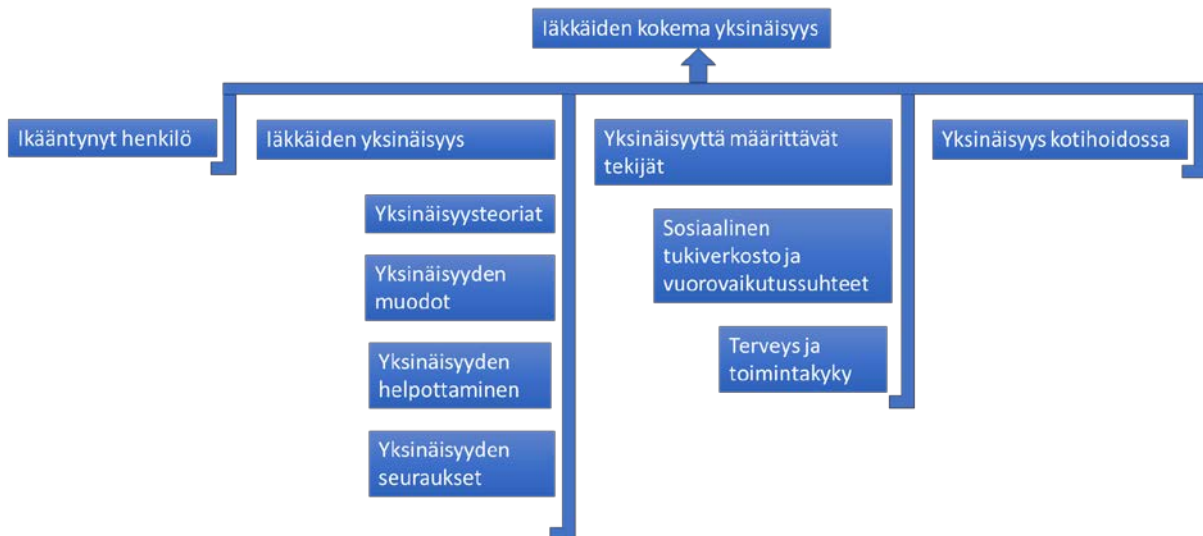 Iäkkäiden kokema yksinäisyys
Ikääntynyt henkilö
Iäkkäiden yksinäisyys
Yksinäisyysteoriat
Yksinäisyyden
muodot
Yksinäisyyden
helpottaminen
Yksinäisyyden
seuraukset
Yksinäisyyttä määrittävät
tekijät
Sosiaalinen
tukiverkosto ja
vuorovaikutussuhteet
Terveys ja
toimintakyky
Yksinäisyys kotihoidossa